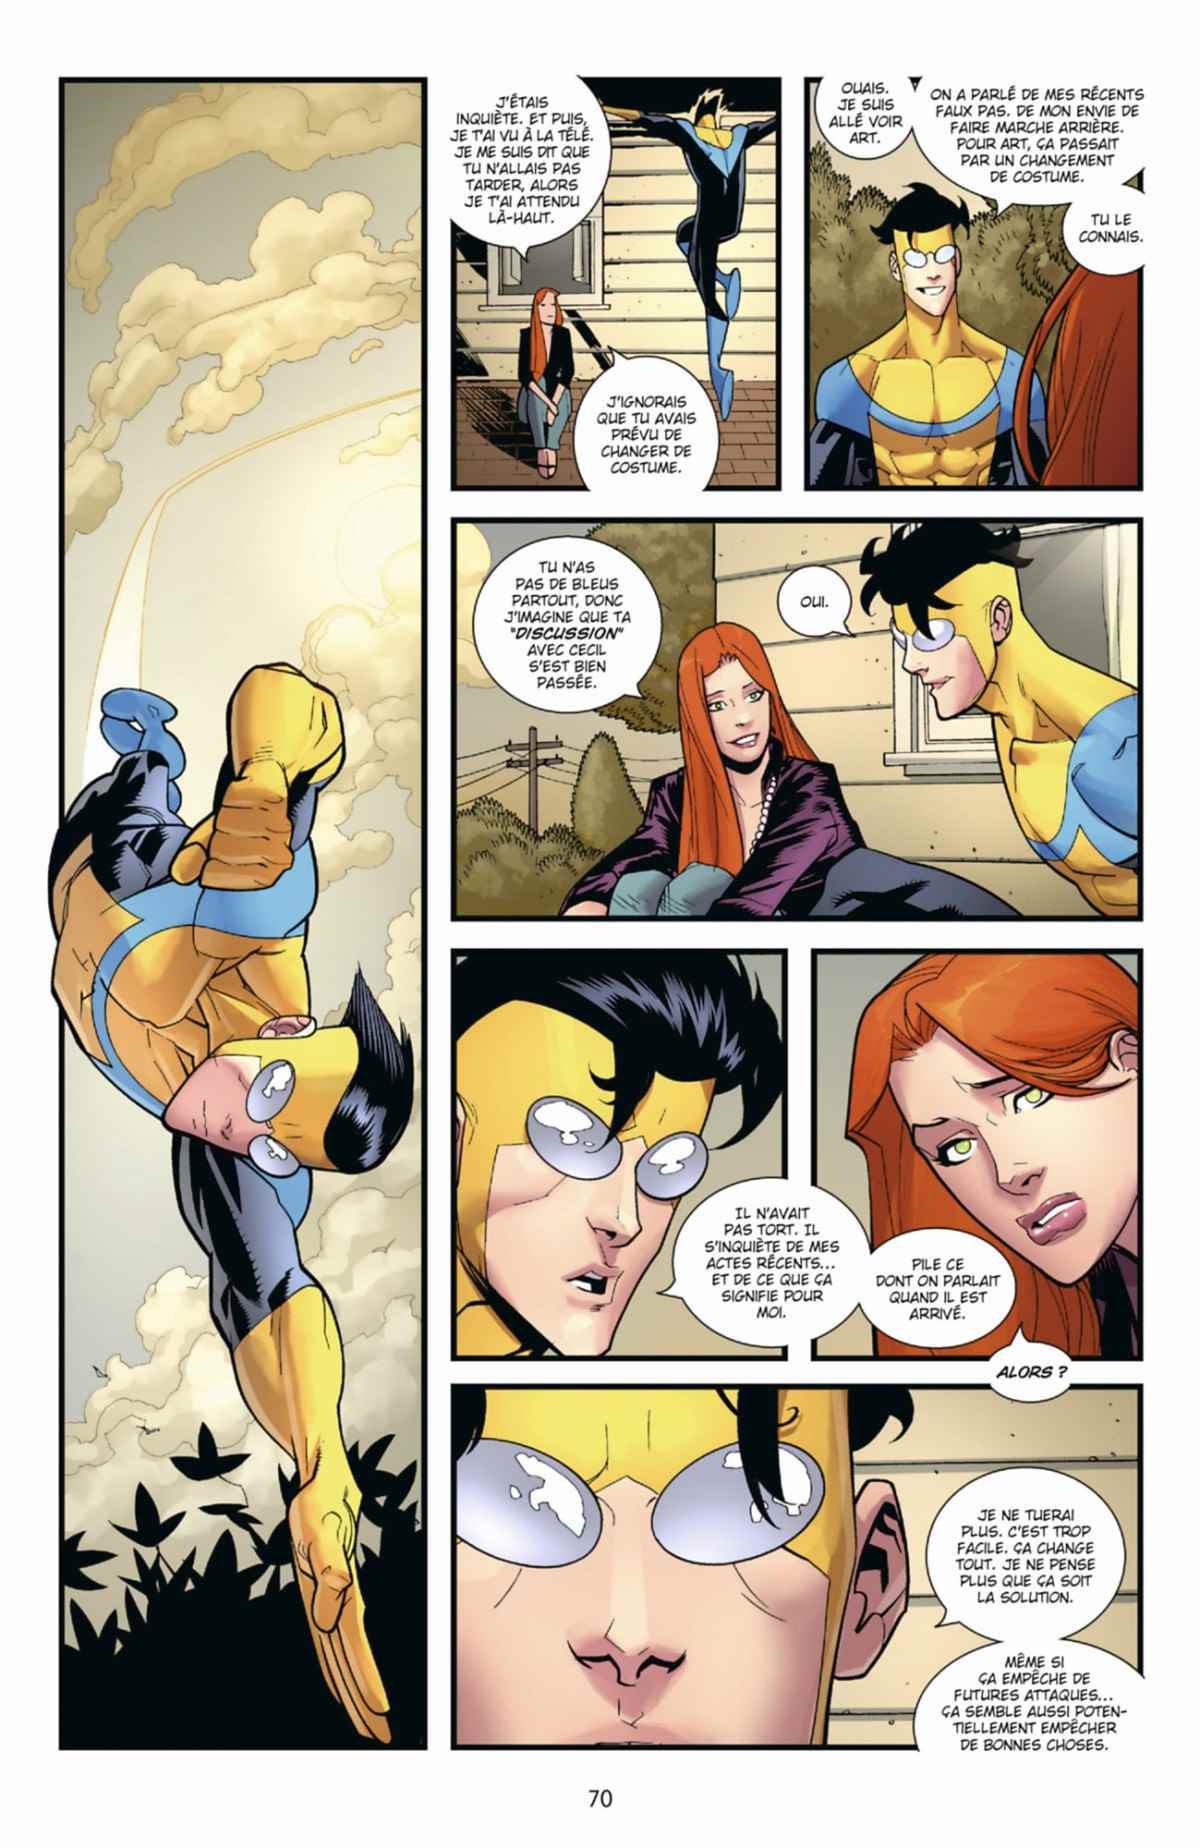 J'ÉTAIS
INQUIÈTE. ET PUIS,
JE T'AI VU À LA TÉLÉ.
JE ME SUIS DIT QUE
TU N'ALLAIS PAS
TARDER, ALORS
JE T'AI ATTENDU
LÀ-HAUT.
J'IGNORAIS
QUE TU AVAIS
PRÉVU DE
CHANGER DE
COSTUME.
OUAIS.
JE SUIS
ALLÉ VOIR
ART.
ON A PARLÉ DE MES RÉCENTS
FAUX PAS. DE MON ENVIE DE
FAIRE MARCHE ARRIÈRE.
POUR ART, ÇA PASSAIT
PAR UN CHANGEMENT
DE COSTUME.
TU LE
CONNAIS.
TU N'AS
PAS DE BLEUS
PARTOUT, DONC
J'IMAGINE QUE TA
"DISCUSSION"
AVEC CECIL
S'EST BIEN
PASSÉE.
OUI.
IL N'AVAIT
PAS TORT. IL
S'INQUIÈTE DE MES
ACTES RÉCENTS...
ET DE CE QUE ÇA
SIGNIFIE POUR
MOI.
PILE CE
DONT ON PARLAIT
QUAND IL EST
ARRIVÉ.
ALORS ?
JE NE TUERAI
PLUS. C'EST TROP
FACILE. ÇA CHANGE
TOUT. JE NE PENSE
PLUS QUE ÇA SOIT
LA SOLUTION.
MÊME SI
ÇA EMPÊCHE DE
FUTURES ATTAQUES...
ÇA SEMBLE AUSSI POTEN-
TIELLEMENT EMPÊCHER
DE BONNES CHOSES.
70